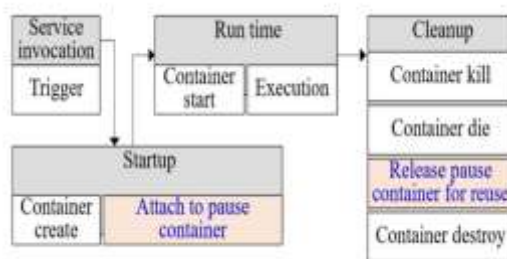 Service
invocation
Trigger
Startup
Container
create
Attach to pause
container
Run time
Container
start
Execution
Cleanup
Container kill
Container die
Release pause
container for reuse
Container destroy